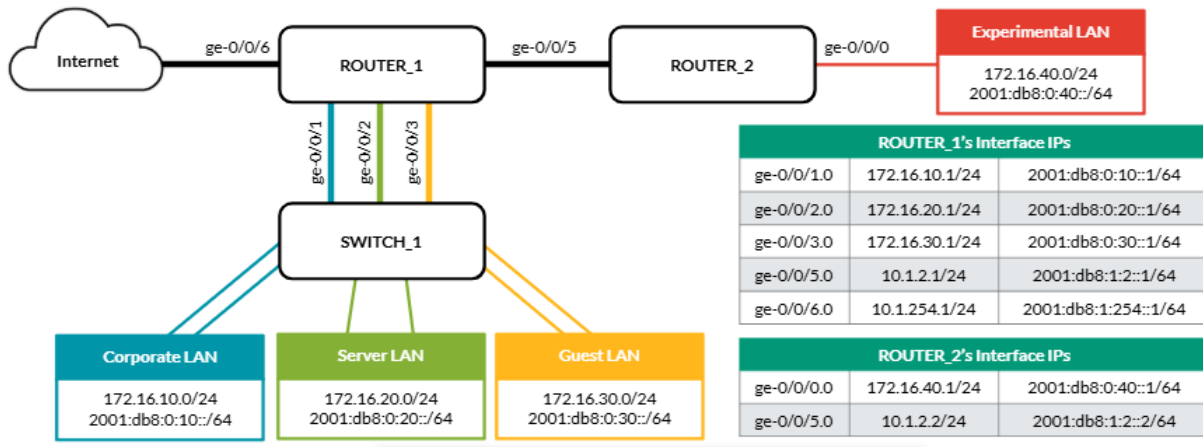 Internet
ge-0/0/6
ROUTER_1
ge-0/0/5
ROUTER_2
ge-0/0/0
Experimental LAN
172.16.40.0/24
2001:db8:0:40::/64
ge-0/0/1
ge-0/0/2
ge-0/0/3
SWITCH_1
Corporate LAN
172.16.10.0/24
2001:db8:0:10::/64
Server LAN
172.16.20.0/24
2001:db8:0:20::/64
Guest LAN
172.16.30.0/24
2001:db8:0:30::/64
ROUTER_1's Interface IPs
ge-0/0/1.0 172.16.10.1/24 2001:db8:0:10::1/64
ge-0/0/2.0 172.16.20.1/24 2001:db8:0:20::1/64
ge-0/0/3.0 172.16.30.1/24 2001:db8:0:30::1/64
ge-0/0/5.0 10.1.2.1/24 2001:db8:1:2::1/64
ge-0/0/6.0 10.1.254.1/24 2001:db8:1:254::1/64
ROUTER_2's Interface IPs
ge-0/0/0.0 172.16.40.1/24 2001:db8:0:40::1/64
ge-0/0/5.0 10.1.2.2/24 2001:db8:1:2::2/64